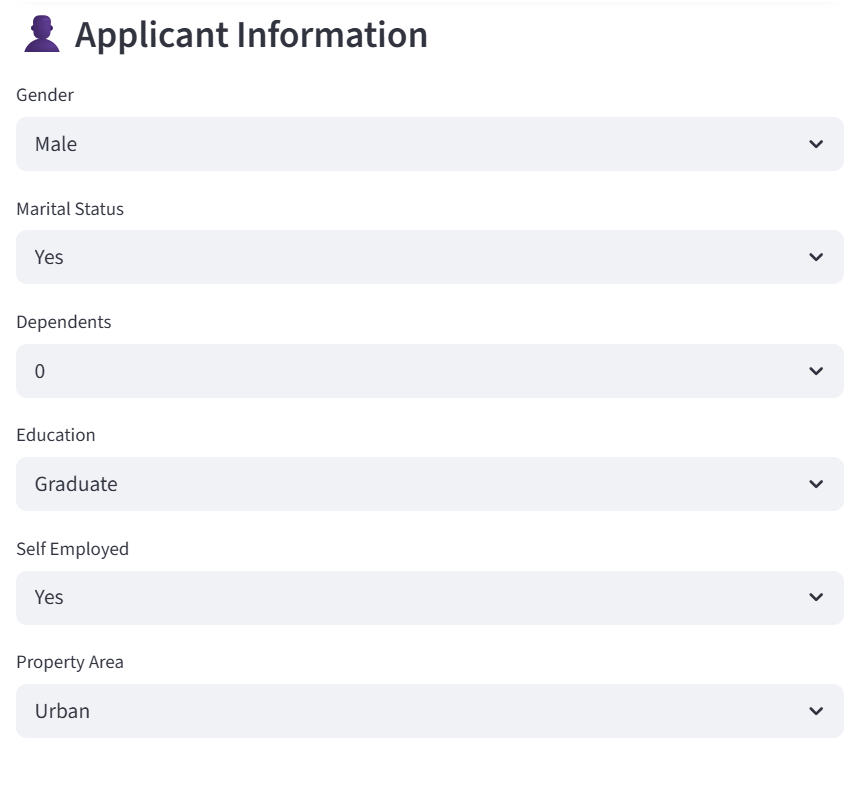 Applicant Information
Gender
Male
Marital Status
Yes
Dependents
0
Education
Graduate
Self Employed
Yes
Property Area
Urban